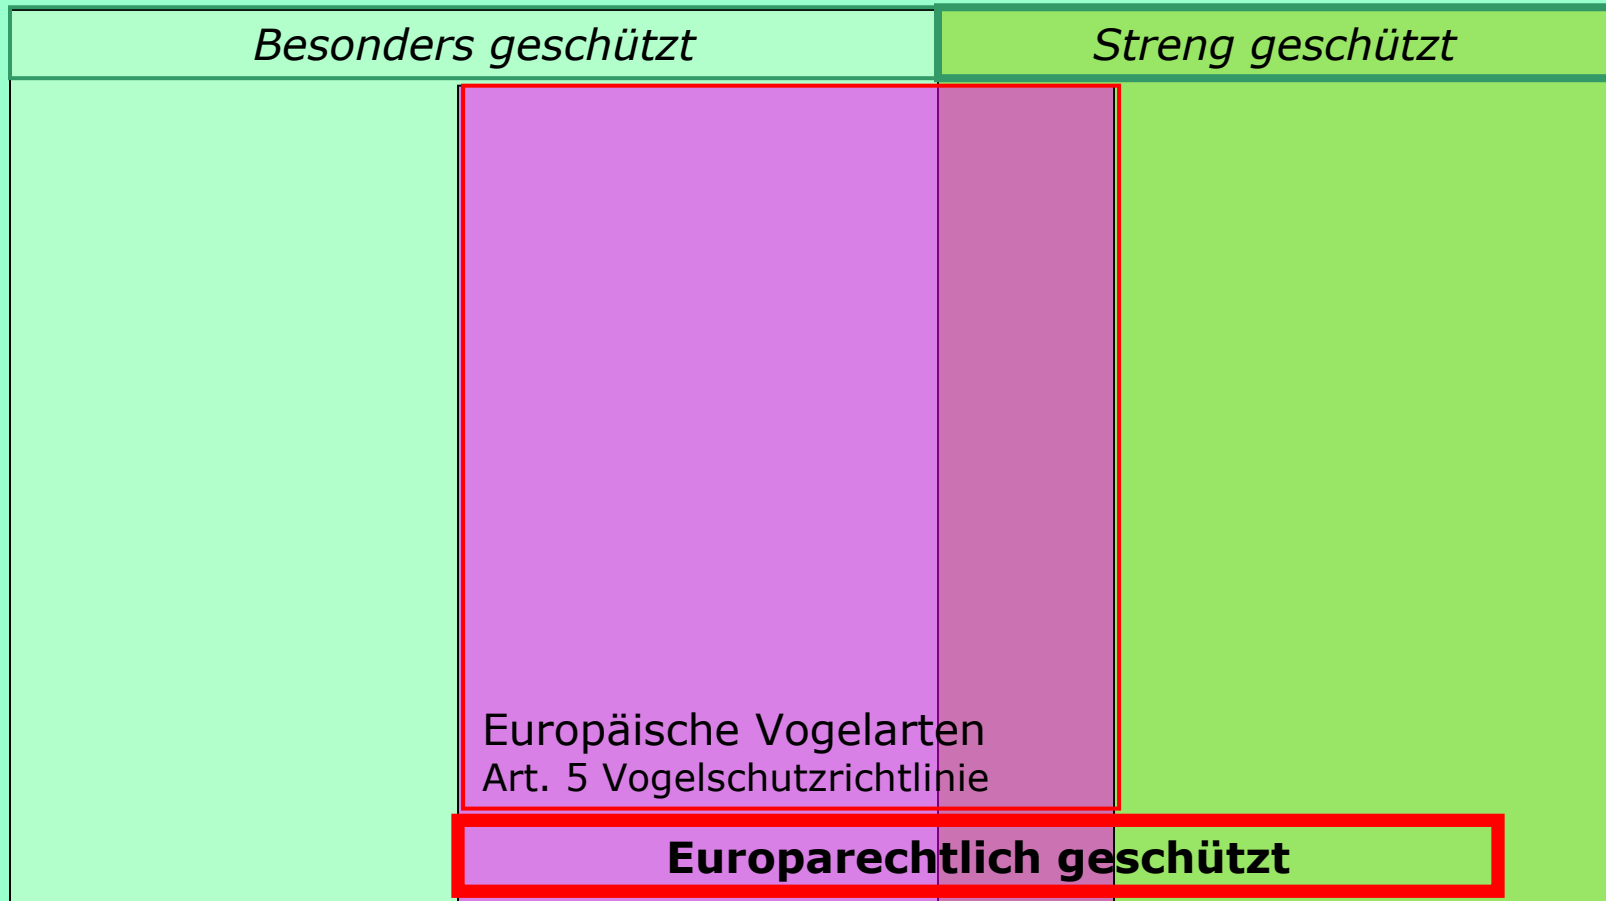 Besonders geschützt
Streng geschützt
Europäische Vogelarten
Art. 5 Vogelschutzrichtlinie
Europarechtlich geschützt